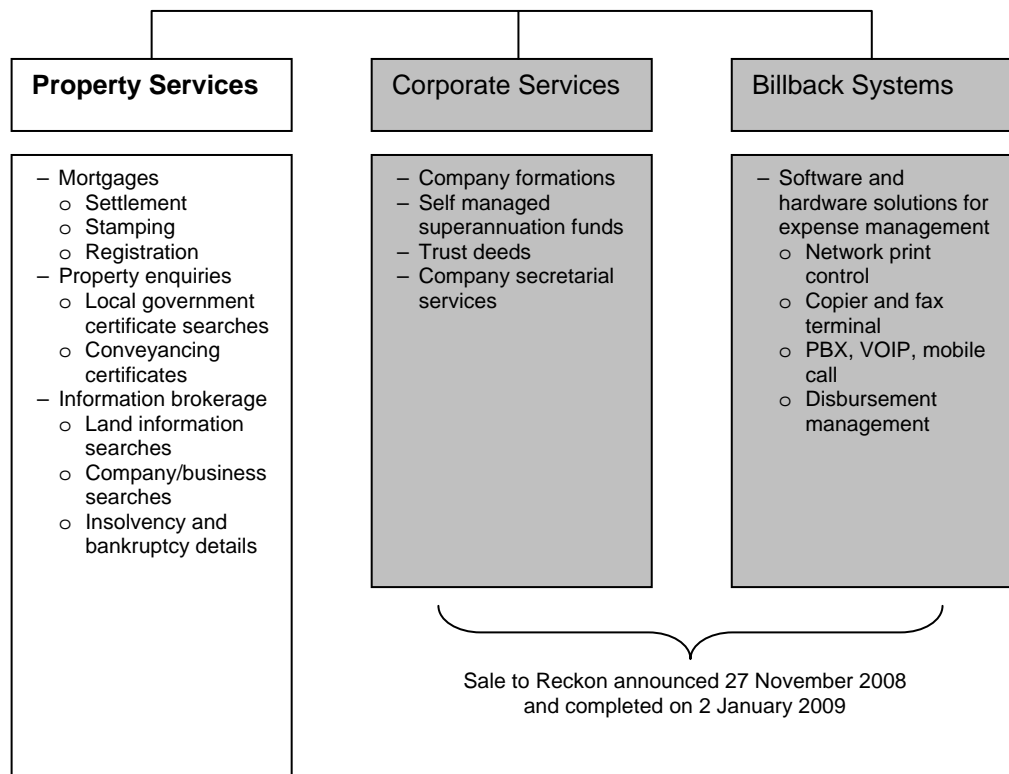 Property Services
– Mortgages
o Settlement
o Stamping
o Registration
– Property enquiries
o Local government
certificate searches
o Conveyancing
certificates
– Information brokerage
o Land information
searches
o Company/business
searches
o Insolvency and
bankruptcy details
Corporate Services
– Company formations
– Self managed
superannuation funds
– Trust deeds
– Company secretarial
services
Billback Systems
– Software and
hardware solutions for
expense management
o Network print
control
o Copier and fax
terminal
o PBX, VOIP, mobile
call
o Disbursement
management
Sale to Reckon announced 27 November 2008
and completed on 2 January 2009